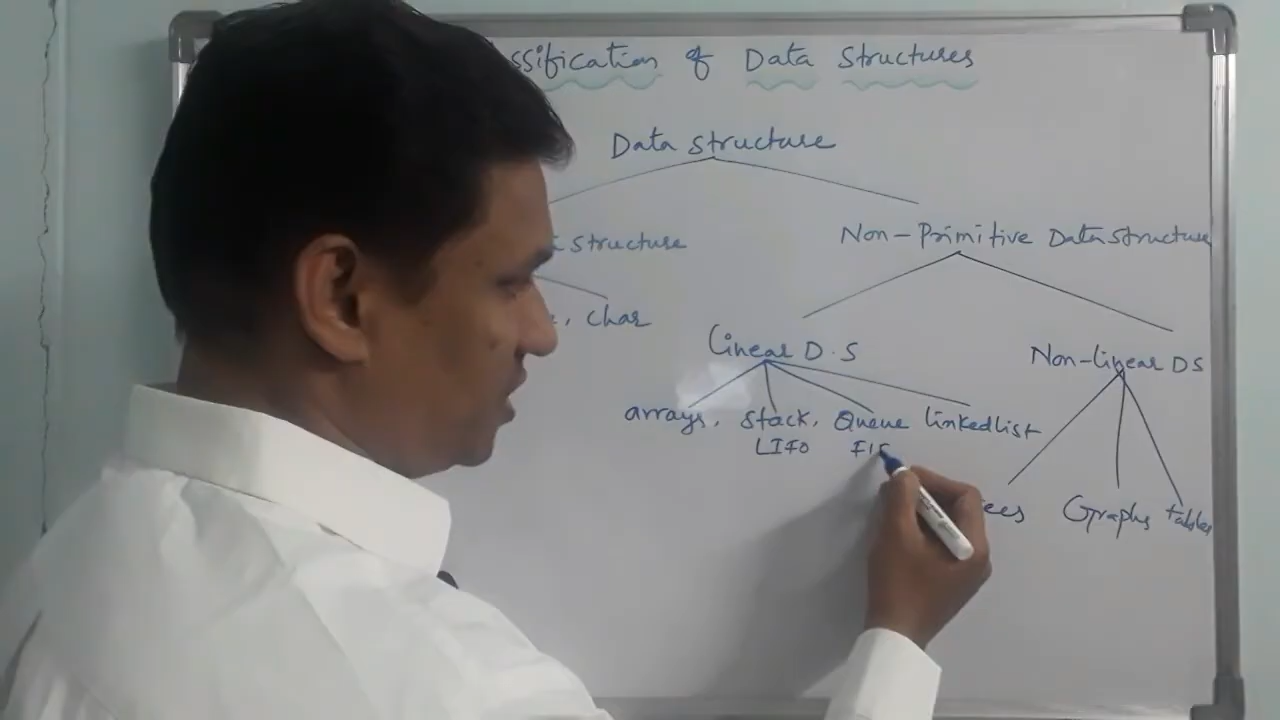 ssification of Data Structures
Data structure
structure
Non-Primitive Data structure
, char
Linear D.S
Non-linear DS
arrays, stack, Queue linkedlist
LIFO FIF
ees Graphs tables